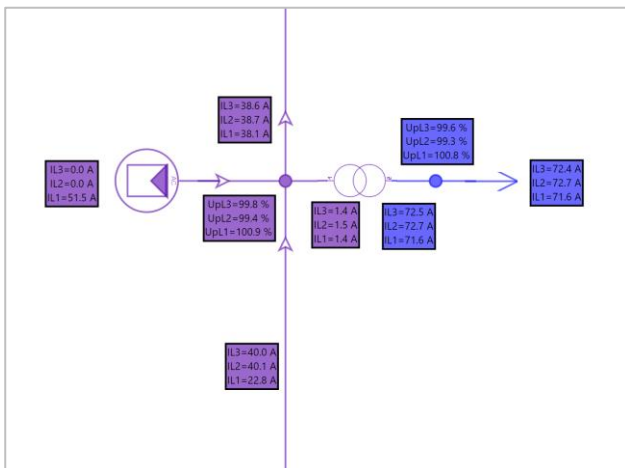 IL3=38.6 A
IL2=38.7 A
IL1=38.1 A
UpL3=99.6 %
UpL2=99.3 %
UpL1=100.8 %
IL3=0.0 A
IL2=0.0 A
IL1=51.5 A
IL3=72.4 A
IL2=72.7 A
IL1=71.6 A
UpL3=99.8 %
UpL2=99.4 %
UpL1=100.9 %
IL3=1.4 A
IL2=1.5 A
IL1=1.4 A
IL3=72.5 A
IL2=72.7 A
IL1=71.6 A
IL3=40.0 A
IL2=40.1 A
IL1=22.8 A